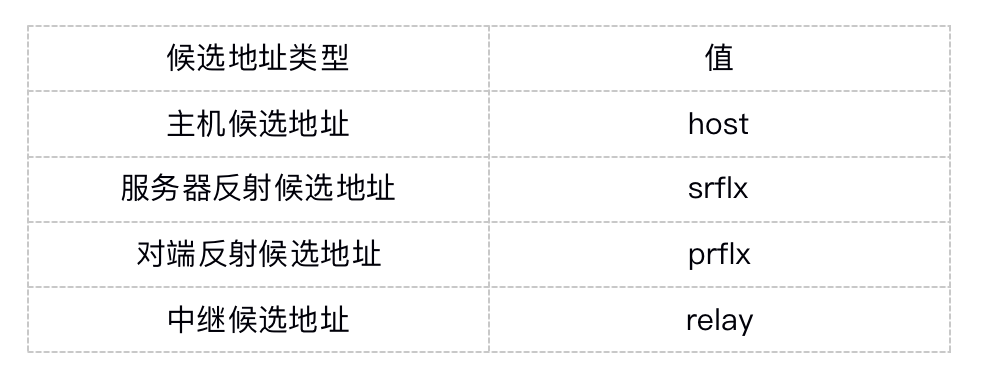 候选地址类型 值
主机候选地址 host
服务器反射候选地址 srflx
对端反射候选地址 prflx
中继候选地址 relay